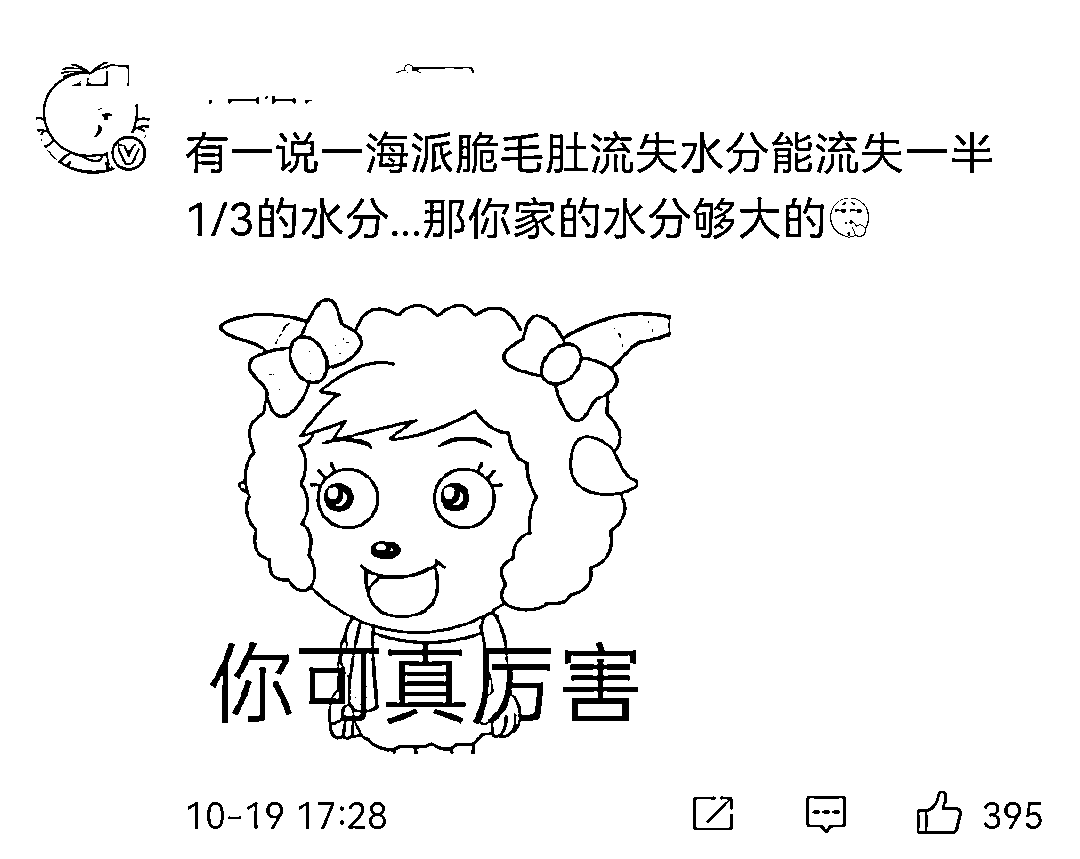 有一说一海派脆毛肚流失水分能流失一半
1/3的水分...那你家的水分够大的
你可真厉害
10-19 17:28
395